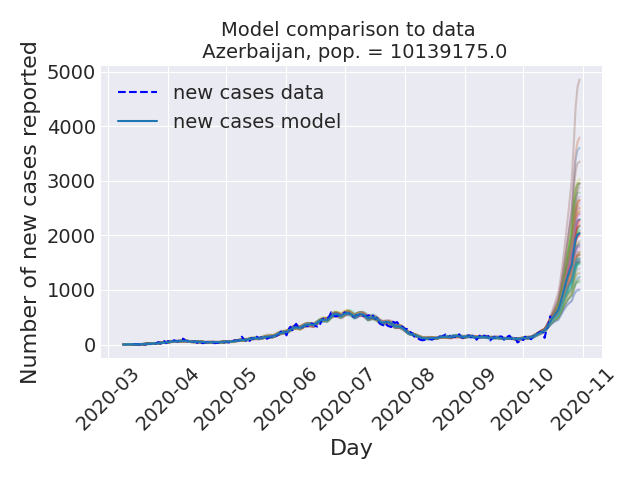 Model comparison to data
Azerbaijan, pop. = 10139175.0
Number of new cases reported
5000
4000
3000
2000
1000
0
new cases data
new cases model
2020-03
2020-04
2020-05
2020-06
2020-07
2020-08
2020-09
2020-10
2020-11
Day